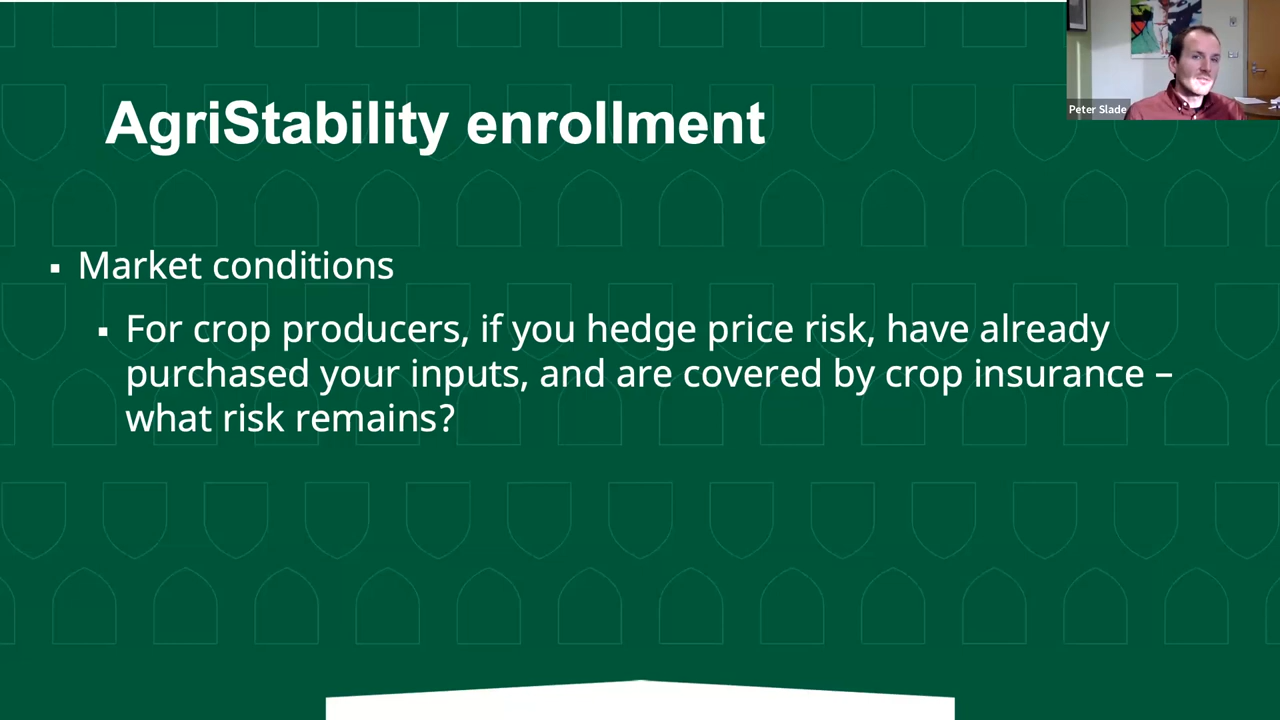 AgriStability enrollment
Peter Slade
▪ Market conditions
▪ For crop producers, if you hedge price risk, have already
purchased your inputs, and are covered by crop insurance –
what risk remains?